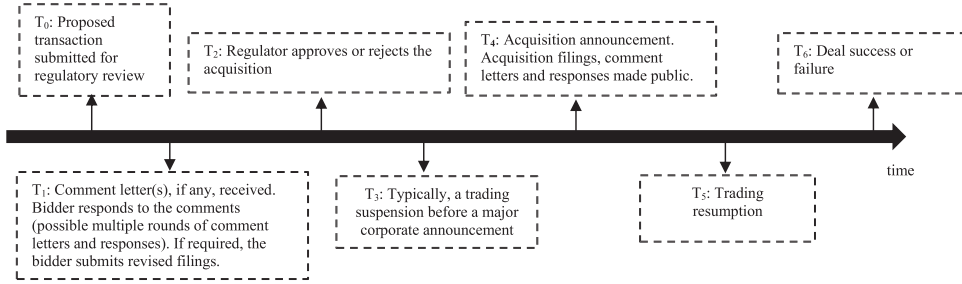 T₀: Proposed
transaction
submitted for
regulatory review
T₂: Regulator approves or rejects the
acquisition
T₄: Acquisition announcement.
Acquisition filings, comment
letters and responses made public.
T₆: Deal success or
failure
time
T₁: Comment letter(s), if any, received.
Bidder responds to the comments
(possible multiple rounds of comment
letters and responses). If required, the
bidder submits revised filings.
T₃: Typically, a trading
suspension before a major
corporate announcement
T₅: Trading
resumption